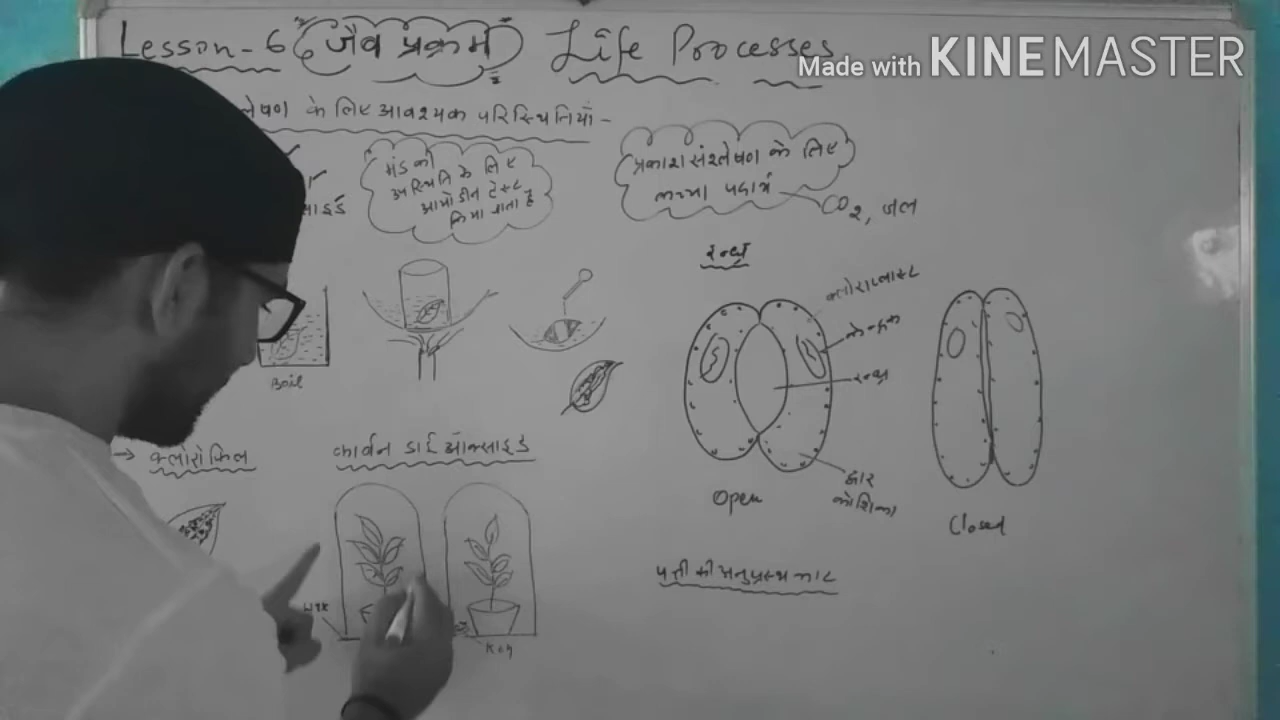 Lesson-6 जैव प्रक्रम Life Processes
Made with KINEMASTER
लेषण के लिए आवश्यक परिस्थितियाँ -
मंड की
के लिए
आयोडीन टेस्ट
किया जाता है
प्रकाश संश्लेषण के लिए
कच्चा पदार्थ
CO2, जल
रन्ध्र
क्लोरोप्लास्ट
केन्द्रक
रन्ध्र
द्वार
कोशिका
Boil
Open
Closed
→ क्लोरोफिल
कार्बन डाई ऑक्साइड
KOH
पत्ती की अनुप्रस्थ काट